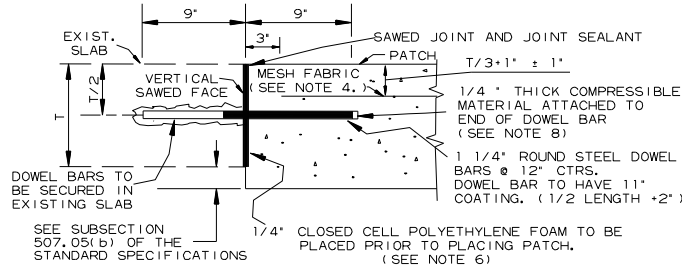 9"
9"
3"
EXIST.
SLAB
SAWED JOINT AND JOINT SEALANT
PATCH
T/3+1" ± 1"
T
T/2
VERTICAL
SAWED FACE
MESH FABRIC
(SEE NOTE 4.)
1/4 " THICK COMPRESSIBLE
MATERIAL ATTACHED TO
END OF DOWEL BAR
(SEE NOTE 8)
DOWEL BARS TO
BE SECURED IN
EXISTING SLAB
1 1/4" ROUND STEEL DOWEL
BARS @ 12" CTRS.
DOWEL BAR TO HAVE 11"
COATING. (1/2 LENGTH +2")
SEE SUBSECTION
507.05(b) OF THE
STANDARD SPECIFICATIONS
1/4" CLOSED CELL POLYETHYLENE FOAM TO BE
PLACED PRIOR TO PLACING PATCH.
(SEE NOTE 6)